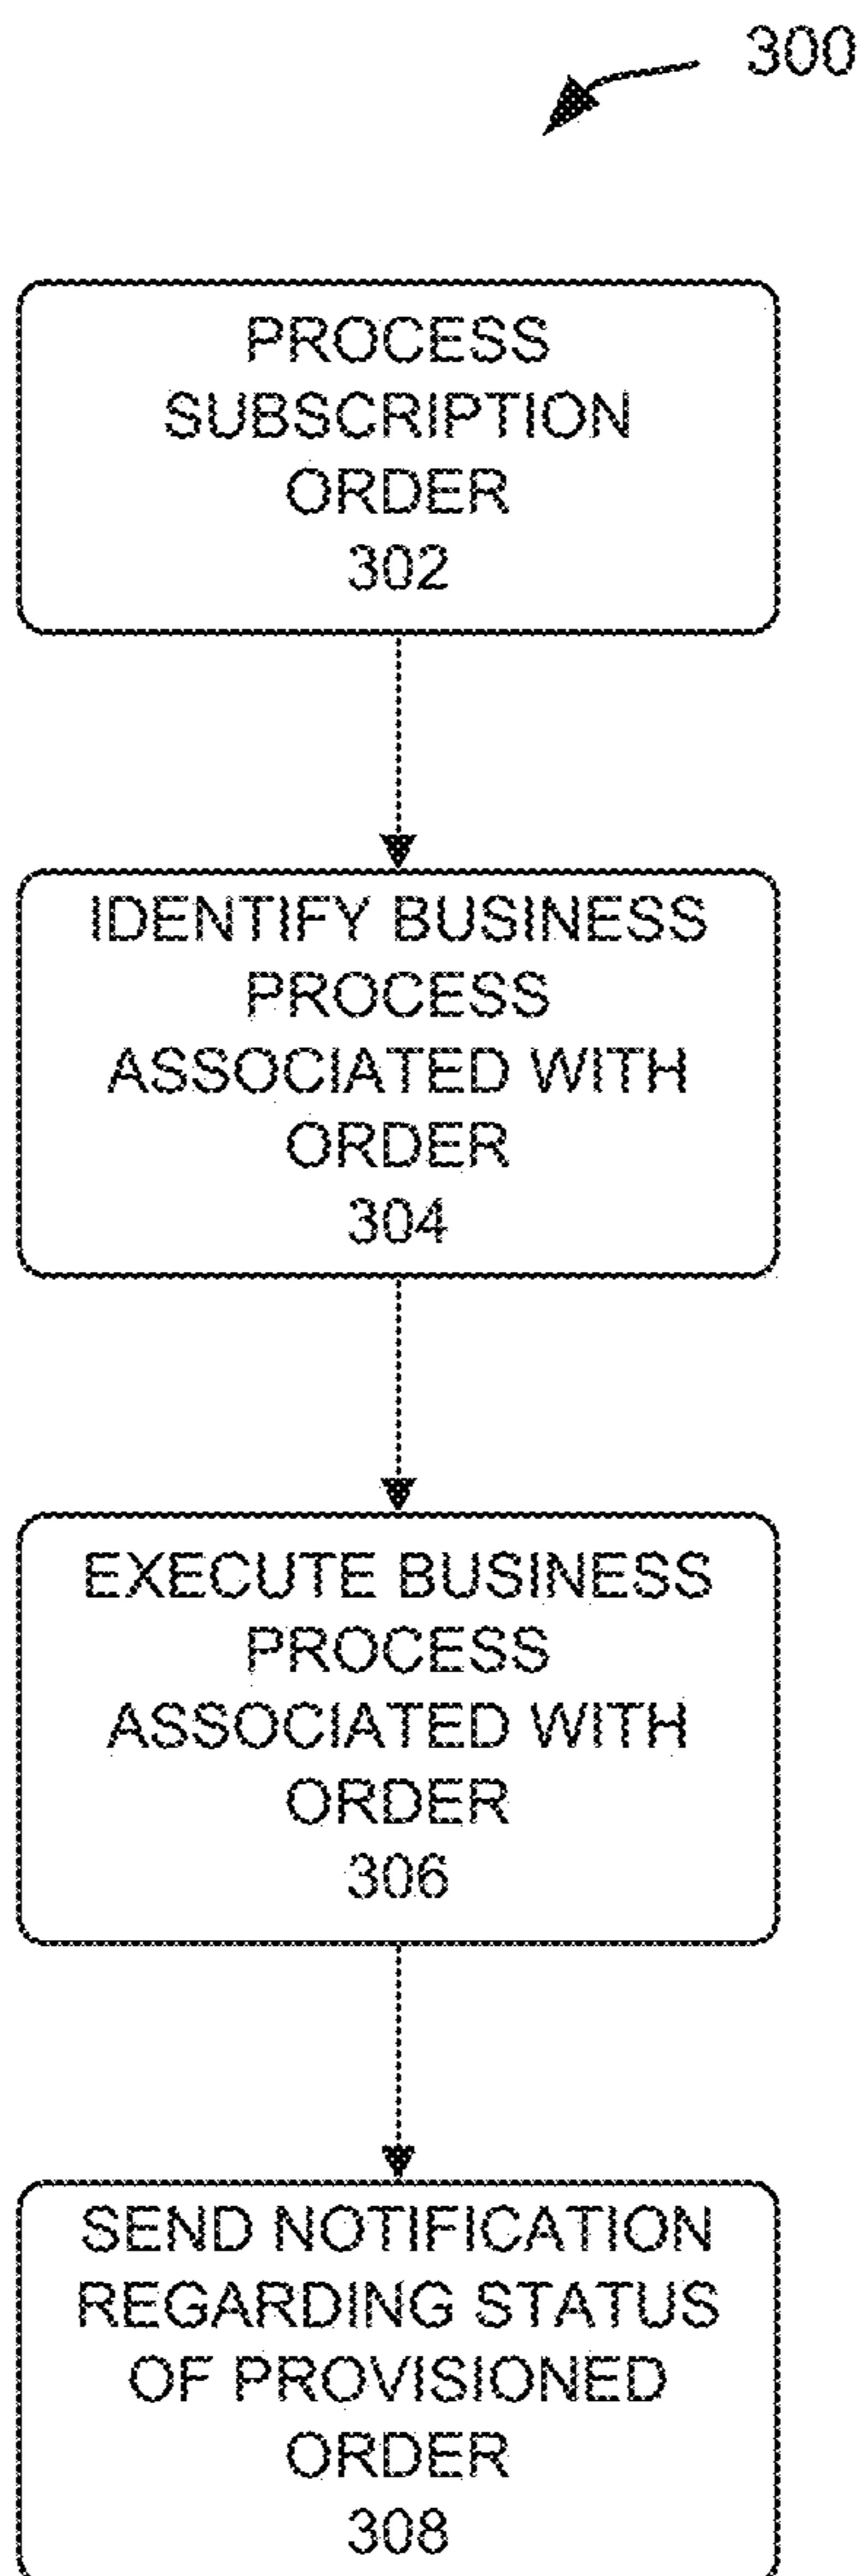 300
PROCESS
SUBSCRIPTION
ORDER
302
IDENTIFY BUSINESS
PROCESS
ASSOCIATED WITH
ORDER
304
EXECUTE BUSINESS
PROCESS
ASSOCIATED WITH
ORDER
306
SEND NOTIFICATION
REGARDING STATUS
OF PROVISIONED
ORDER
308